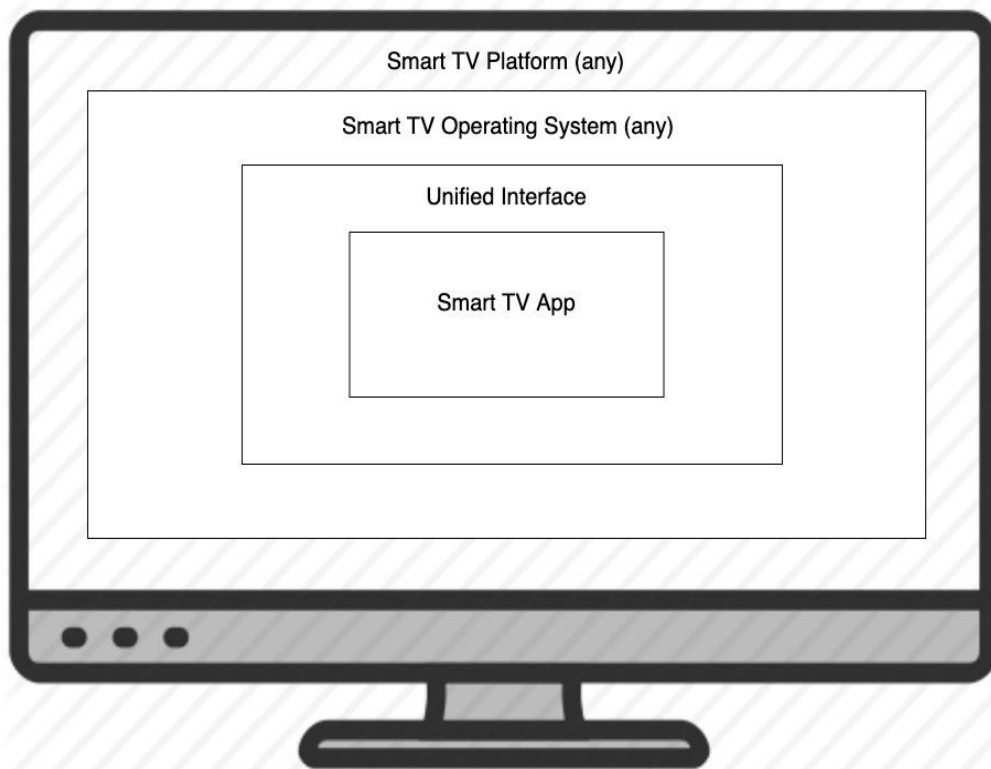 Smart TV Platform (any)
Smart TV Operating System (any)
Unified Interface
Smart TV App